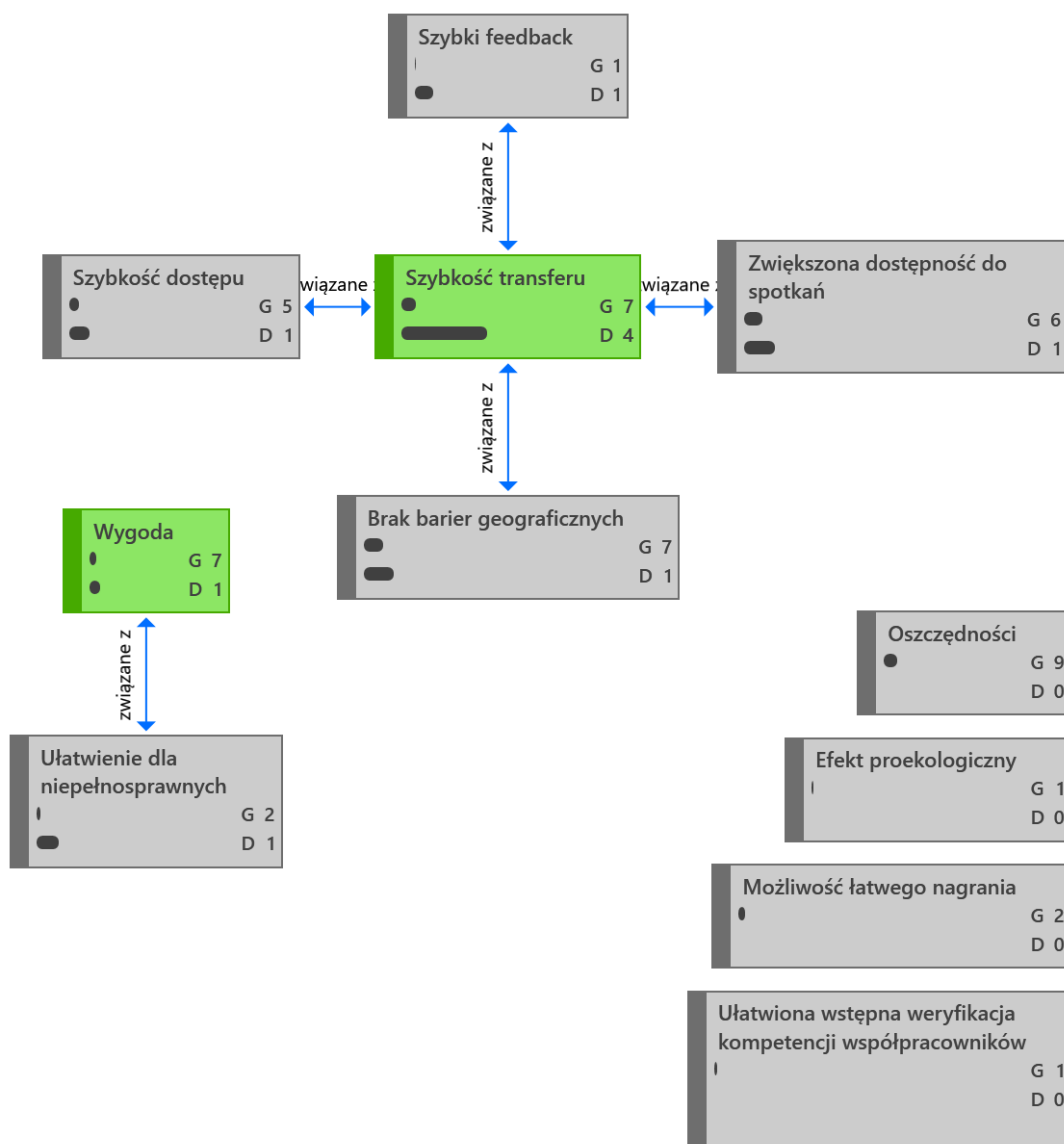 Szybki feedback
G 1
D 1
związane z
Szybkość dostępu
G 5
D 1
wiązane z
Szybkość transferu
G 7
D 4
wiązane z
Zwiększona dostępność do
spotkań
G 6
D 1
związane z
Brak barier geograficznych
G 7
D 1
Wygoda
G 7
D 1
związane z
Ułatwienie dla
niepełnosprawnych
G 2
D 1
Oszczędności
G 9
D 0
Efekt proekologiczny
G 1
D 0
Możliwość łatwego nagrania
G 2
D 0
Ułatwiona wstępna weryfikacja
kompetencji współpracowników
G 1
D 0